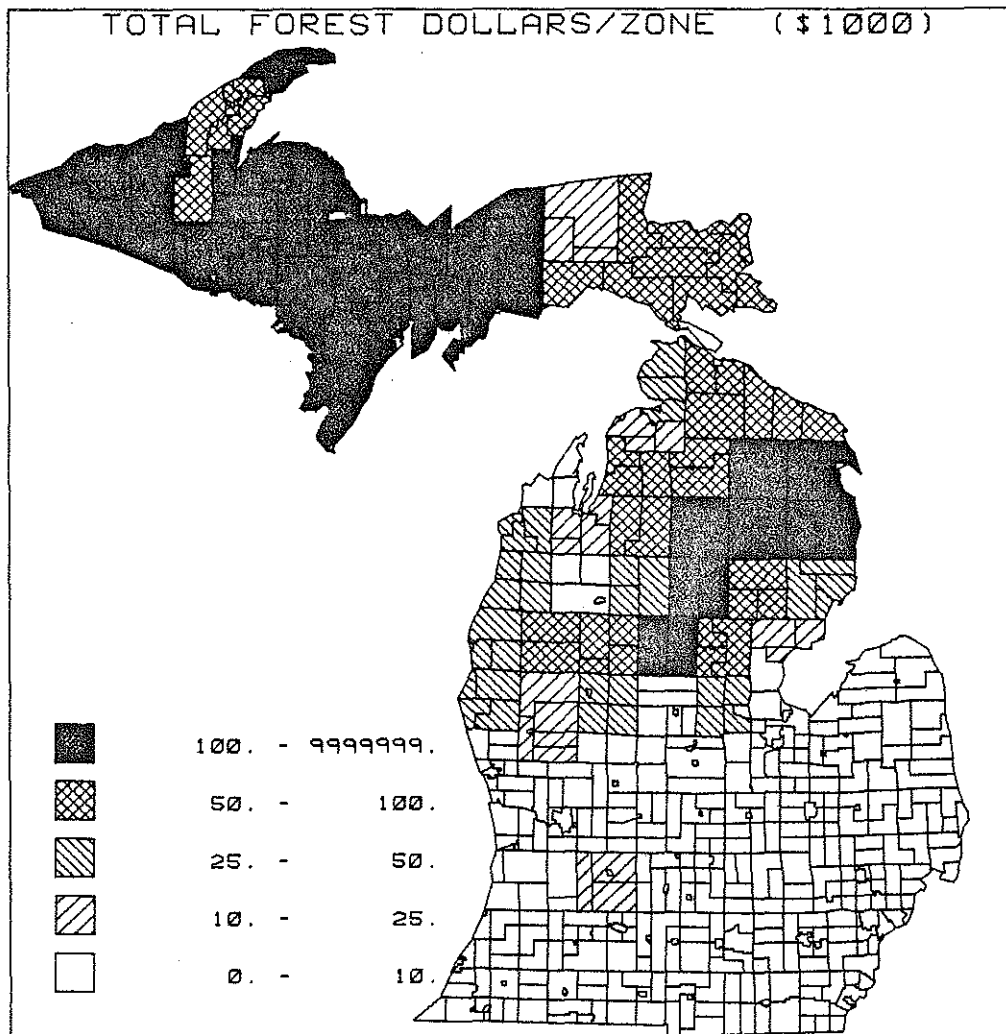 TOTAL FOREST DOLLARS/ZONE ($1000)
100. - 9999999.
50. - 100.
25. - 50.
10. - 25.
0. - 10.